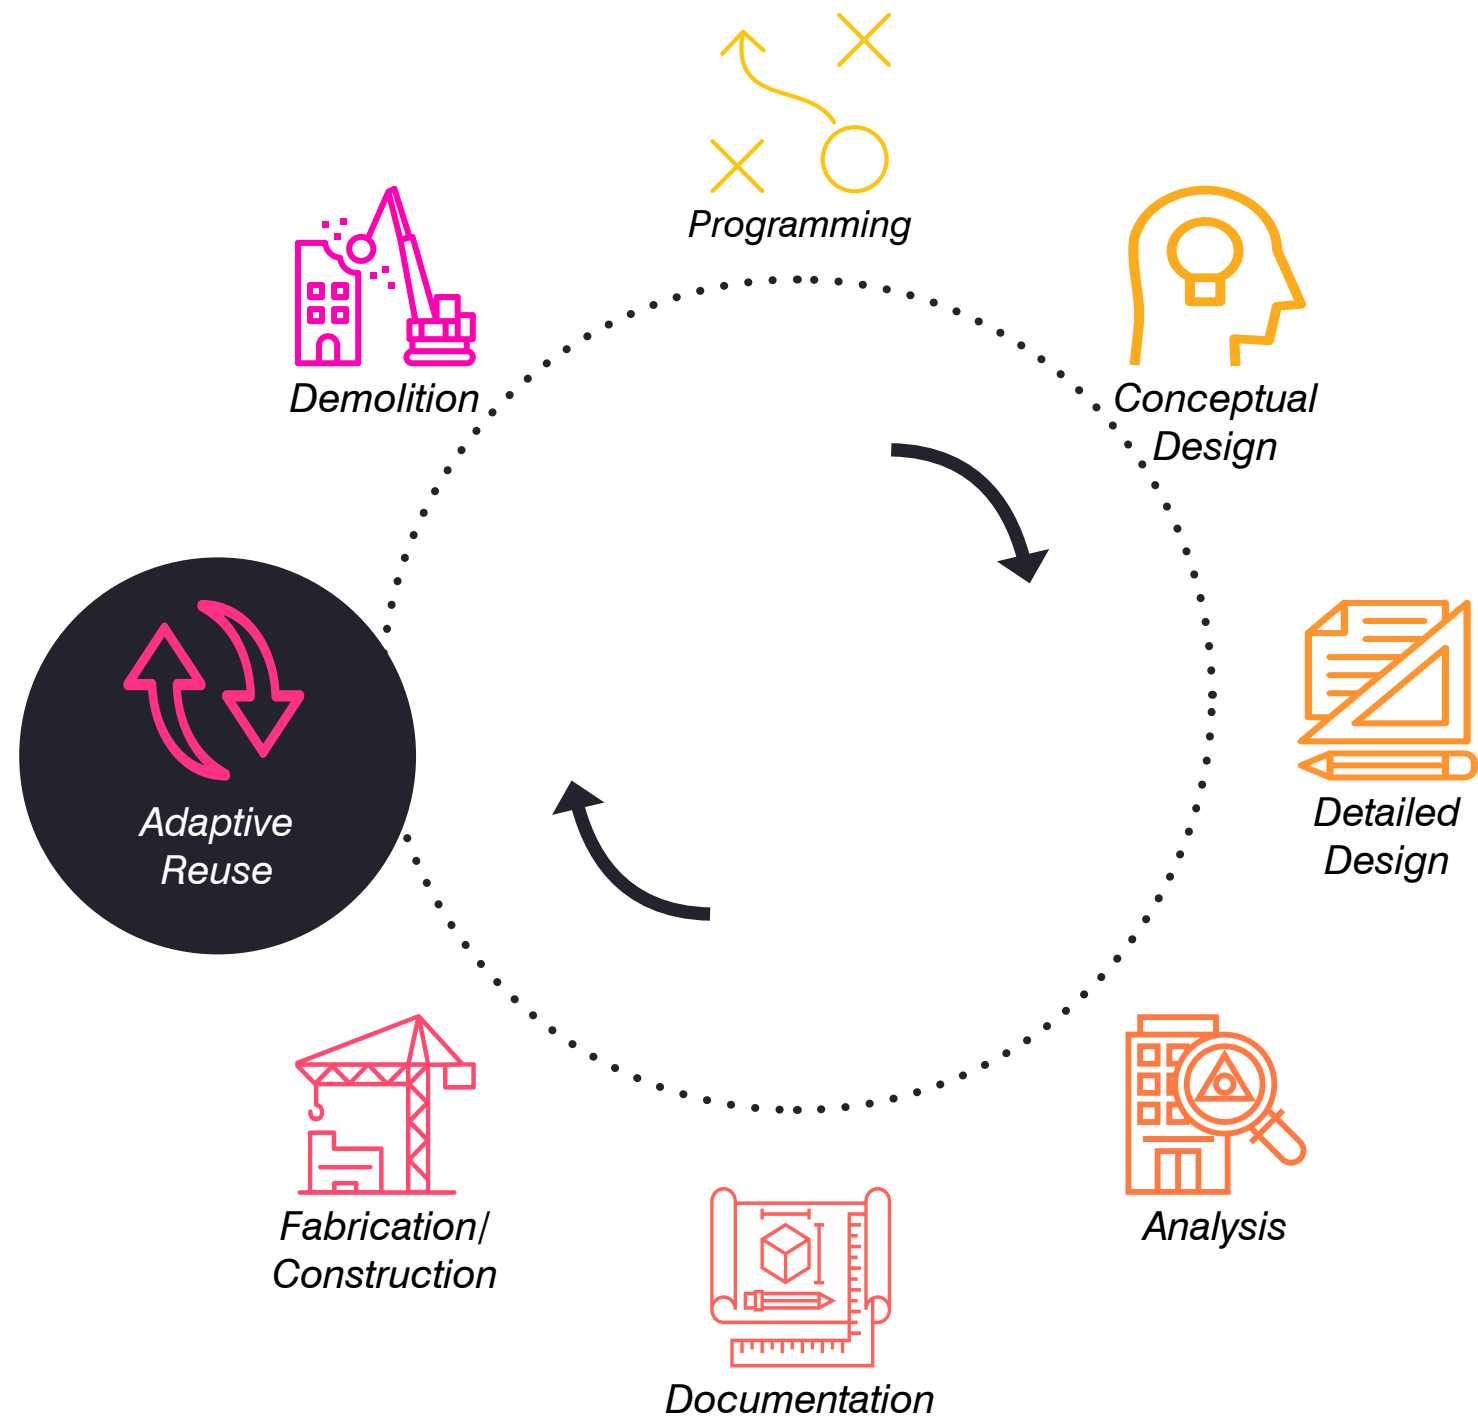 Programming
Conceptual
Design
Detailed
Design
Analysis
Documentation
Fabrication/
Construction
Adaptive
Reuse
Demolition